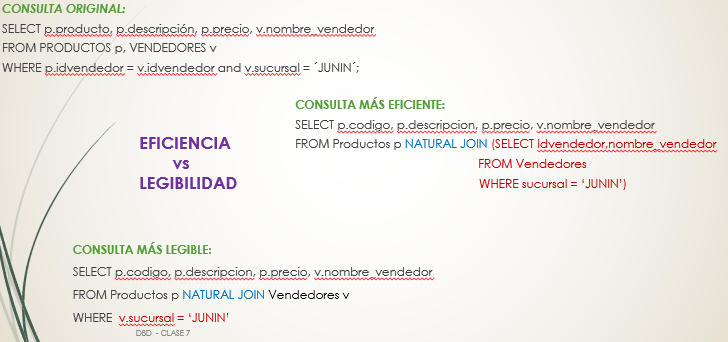 CONSULTA ORIGINAL:
SELECT p.producto, p.descripción, p.precio, v.nombre_vendedor
FROM PRODUCTOS p, VENDEDORES v
WHERE p.idvendedor = v.idvendedor and v.sucursal = ´JUNIN´;
CONSULTA MÁS EFICIENTE:
SELECT p.codigo, p.descripcion, p.precio, v.nombre_vendedor
FROM Productos p NATURAL JOIN (SELECT Idvendedor,nombre_vendedor
FROM Vendedores
WHERE sucursal = ‘JUNIN’)
EFICIENCIA
vs
LEGIBILIDAD
CONSULTA MÁS LEGIBLE:
SELECT p.codigo, p.descripcion, p.precio, v.nombre_vendedor
FROM Productos p NATURAL JOIN Vendedores v
WHERE v.sucursal = ‘JUNIN’
DBD - CLASE 7